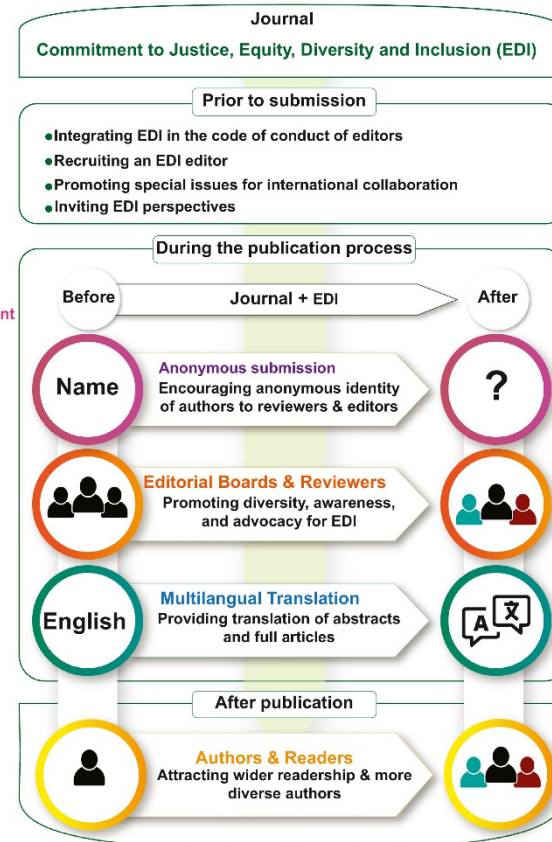 Journal
Commitment to Justice, Equity, Diversity and Inclusion (EDI)
Prior to submission
•Integrating EDI in the code of conduct of editors
•Recruiting an EDI editor
•Promoting special issues for international collaboration
•Inviting EDI perspectives
During the publication process
Before
Journal + EDI
After
nt
Name
Anonymous submission
Encouraging anonymous identity
of authors to reviewers & editors
?
Editorial Boards & Reviewers
Promoting diversity, awareness,
and advocacy for EDI
English
Multilangual Translation
Providing translation of abstracts
and full articles
A 文
After publication
Authors & Readers
Attracting wider readership & more
diverse authors